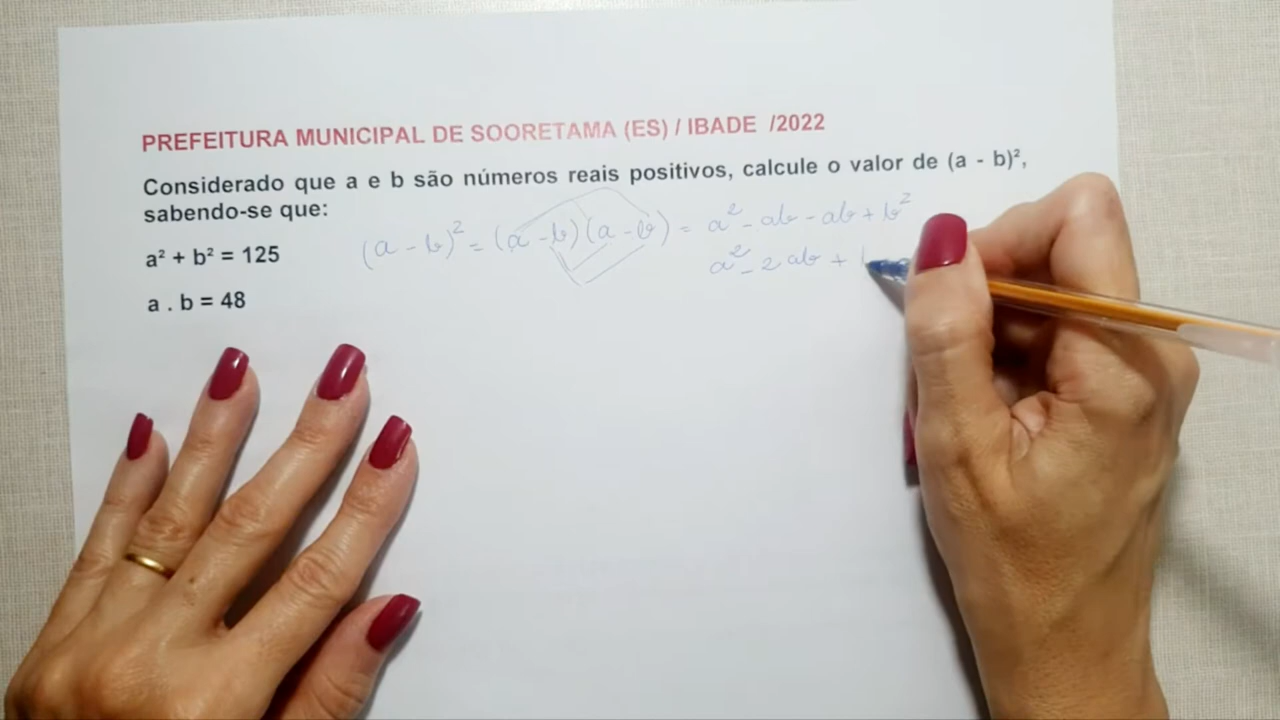 PREFEITURA MUNICIPAL DE SOORETAMA (ES) / IBADE /2022
Considerado que a e b são números reais positivos, calcule o valor de (a - b)²,
sabendo-se que:
a² + b² = 125
a . b = 48
(a - b)² = (a - b)(a - b) = a² - ab - ab + b²
a² - 2ab +